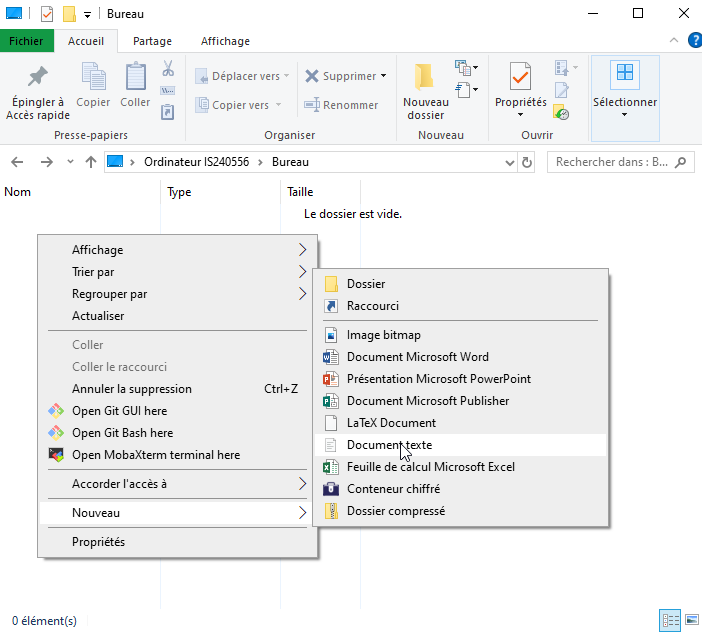 Bureau
Fichier Accueil Partage Affichage
Épingler à Accès rapide
Copier
Coller
Déplacer vers
Copier vers
Supprimer
Renommer
Nouveau dossier
Propriétés
Sélectionner
Presse-papiers Organiser Nouveau Ouvrir
Ordinateur IS240556 Bureau
Rechercher dans : B...
Nom Type Taille
Le dossier est vide.
Affichage
Trier par
Regrouper par
Actualiser
Coller
Coller le raccourci
Annuler la suppression Ctrl+Z
Open Git GUI here
Open Git Bash here
Open MobaXterm terminal here
Accorder l'accès à
Nouveau
Propriétés
Dossier
Raccourci
Image bitmap
Document Microsoft Word
Présentation Microsoft PowerPoint
Document Microsoft Publisher
LaTeX Document
Document texte
Feuille de calcul Microsoft Excel
Conteneur chiffré
Dossier compressé
0 élément(s)